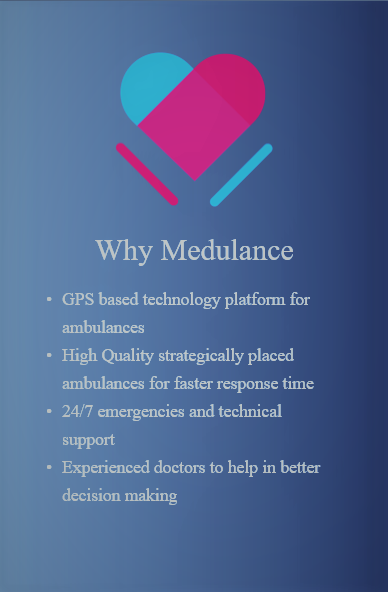 Why Medulance
• GPS based technology platform for
ambulances
• High Quality strategically placed
ambulances for faster response time
• 24/7 emergencies and technical
support
• Experienced doctors to help in better
decision making